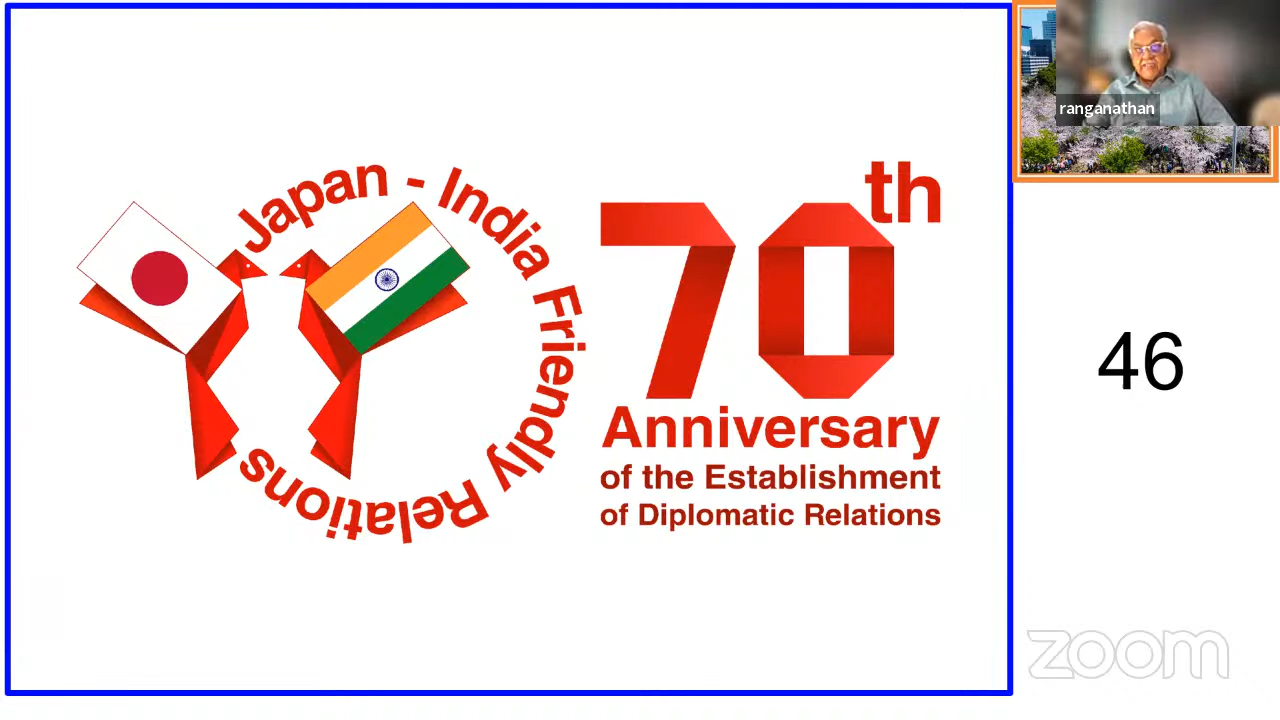 Japan - India Friendly Relations
70th
Anniversary
of the Establishment
of Diplomatic Relations
ranganathan
46
zoom